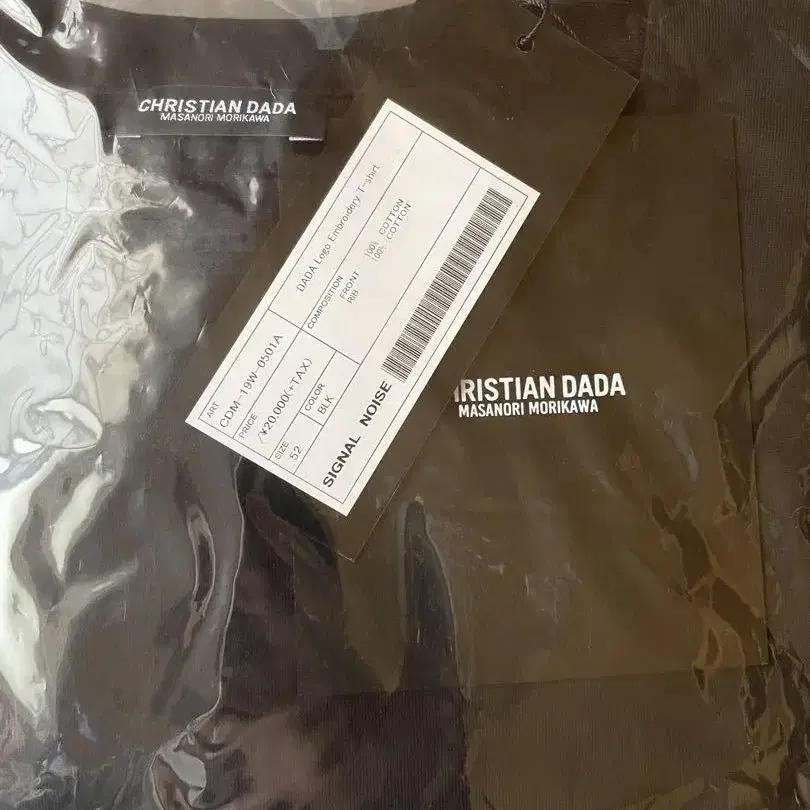 CHRISTIAN DADA
MASANORI MORIKAWA
ART
CDM-19W-0501A
DADA Logo Embroidery T-shirt
PRICE
/¥20,000(+TAX)
COMPOSITION
FRONT 100% COTTON
RIB 100% COTTON
SIZE
52
COLOR
BLK
SIGNAL NOISE
RISTIAN DADA
MASANORI MORIKAWA